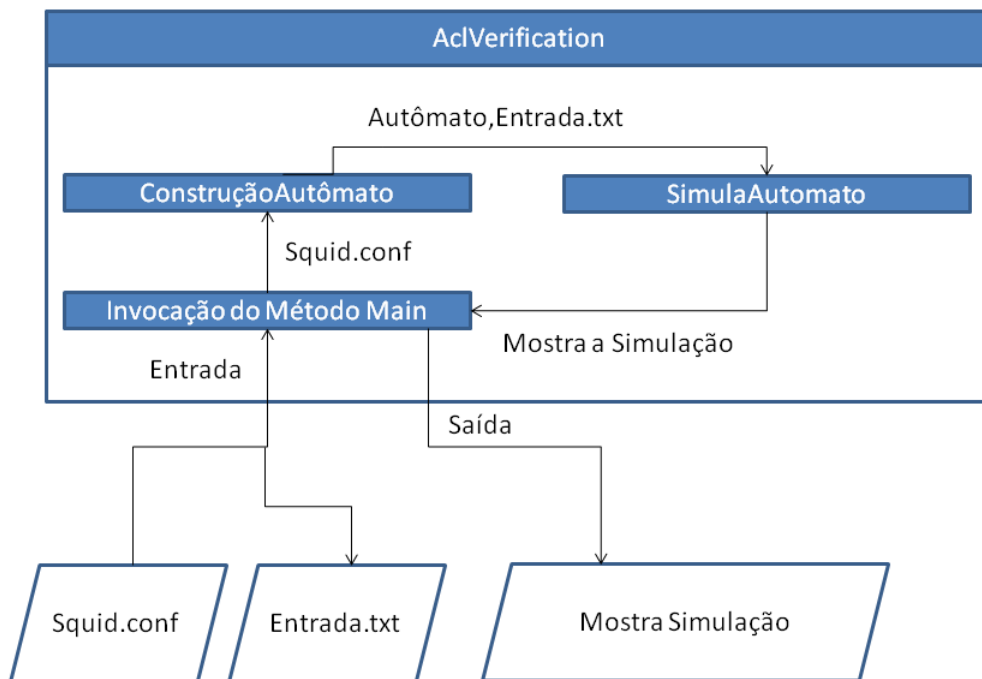 AclVerification
Autômato,Entrada.txt
ConstruçãoAutômato
SimulaAutomato
Squid.conf
Invocação do Método Main
Mostra a Simulação
Entrada
Saída
Squid.conf
Entrada.txt
Mostra Simulação